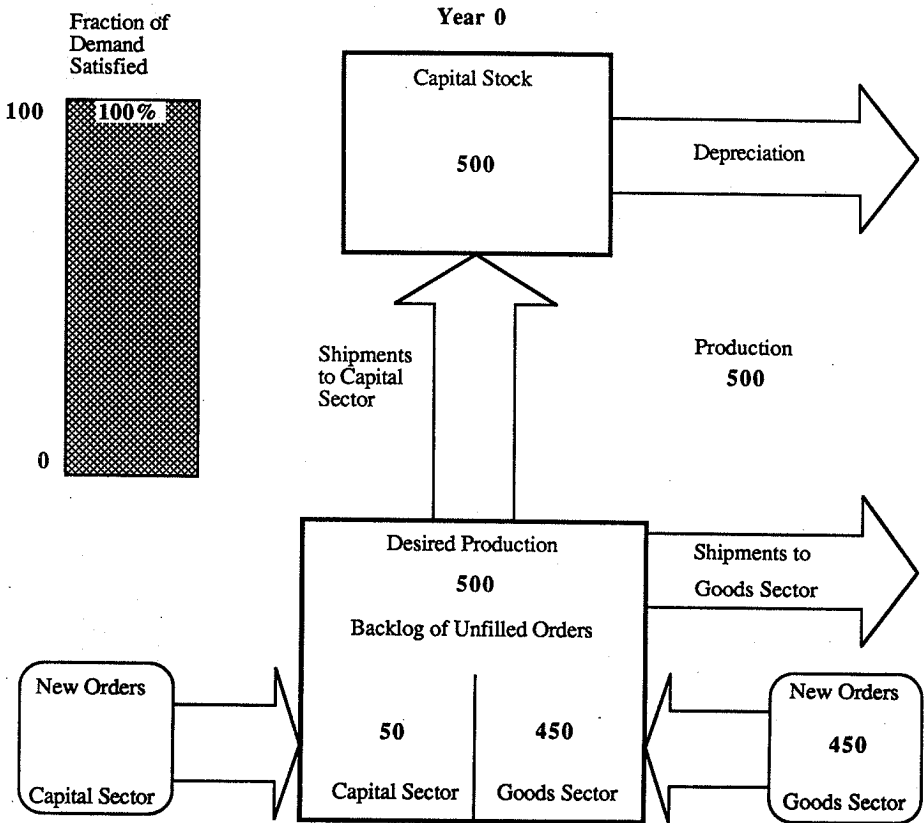 Fraction of
Demand
Satisfied
Year 0
100
100%
0
Capital Stock
500
Depreciation
Shipments
to Capital
Sector
Production
500
Desired Production
500
Backlog of Unfilled Orders
50
450
Capital Sector
Goods Sector
Shipments to
Goods Sector
New Orders
Capital Sector
New Orders
450
Goods Sector